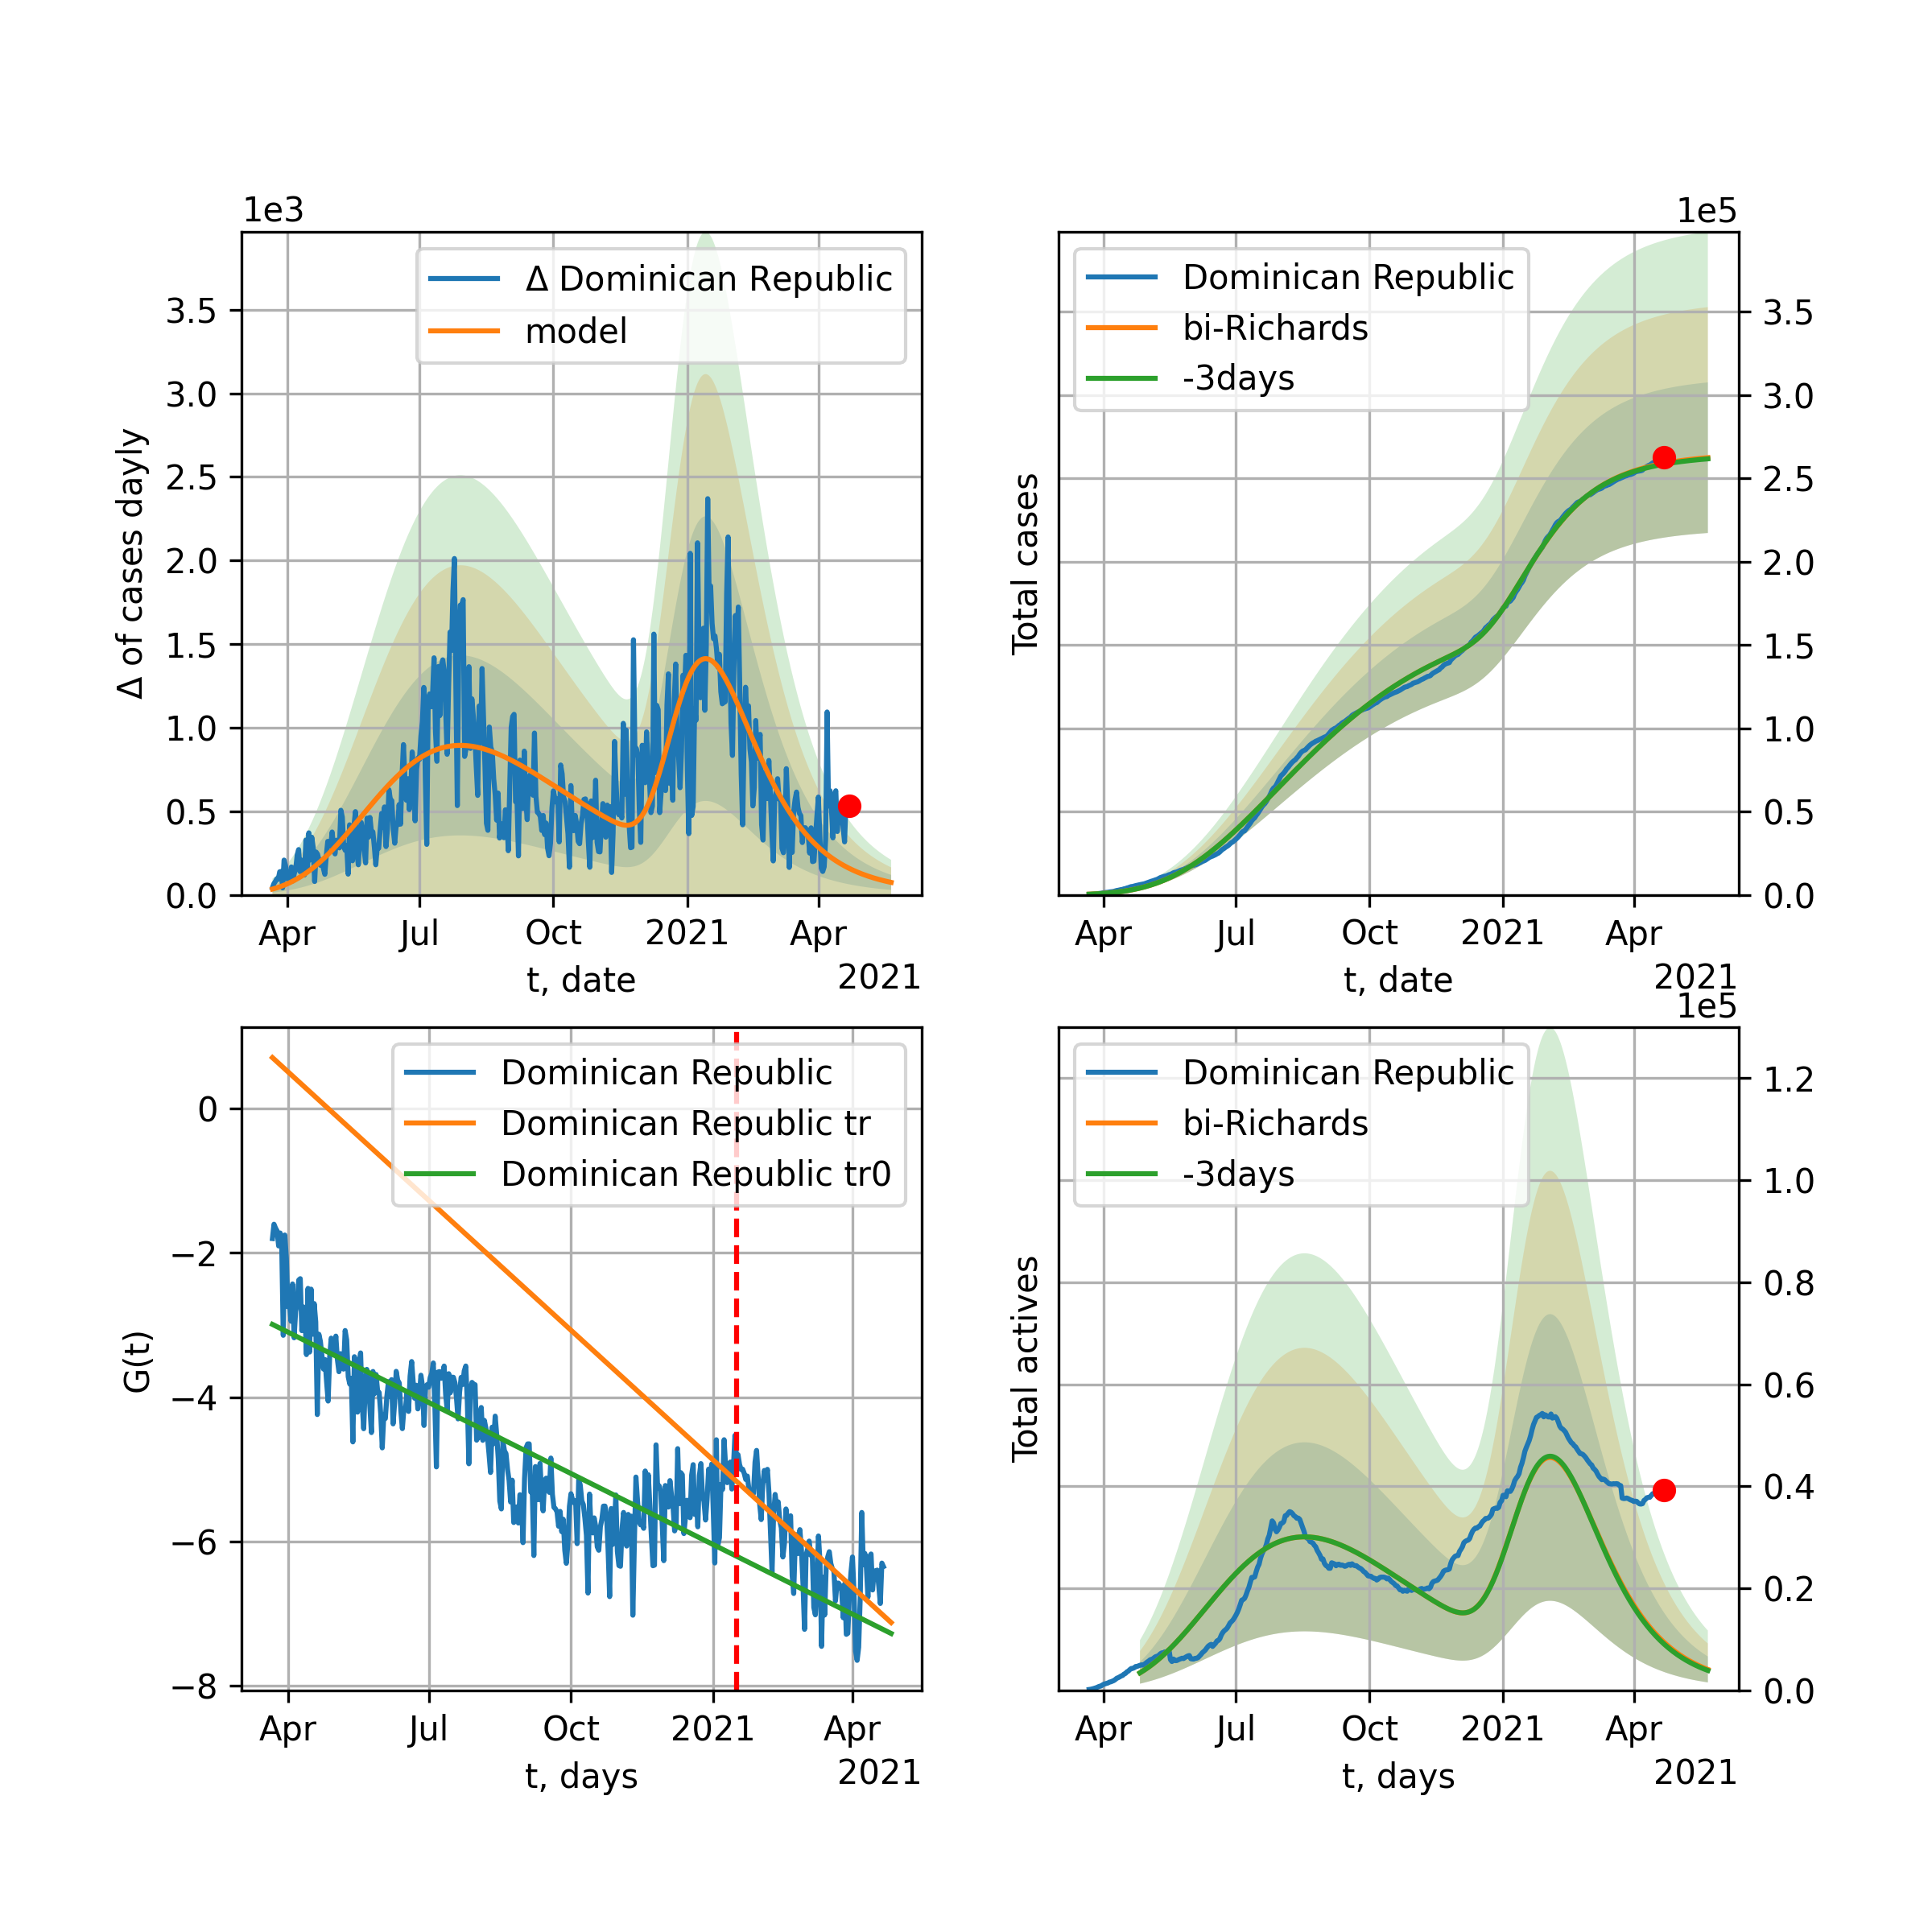 1e3
Δ of cases dayly
3.5
3.0
2.5
2.0
1.5
1.0
0.5
0.0
Δ Dominican Republic
model
Apr Jul Oct 2021 Apr
t, date
2021
1e5
Total cases
Dominican Republic
bi-Richards
-3days
3.5
3.0
2.5
2.0
1.5
1.0
0.5
0.0
Apr Jul Oct 2021 Apr
t, date
2021
G(t)
0
−2
−4
−6
−8
Dominican Republic
Dominican Republic tr
Dominican Republic tr0
Apr Jul Oct 2021 Apr
t, days
2021
1e5
Total actives
Dominican Republic
bi-Richards
-3days
1.2
1.0
0.8
0.6
0.4
0.2
0.0
Apr Jul Oct 2021 Apr
t, days
2021